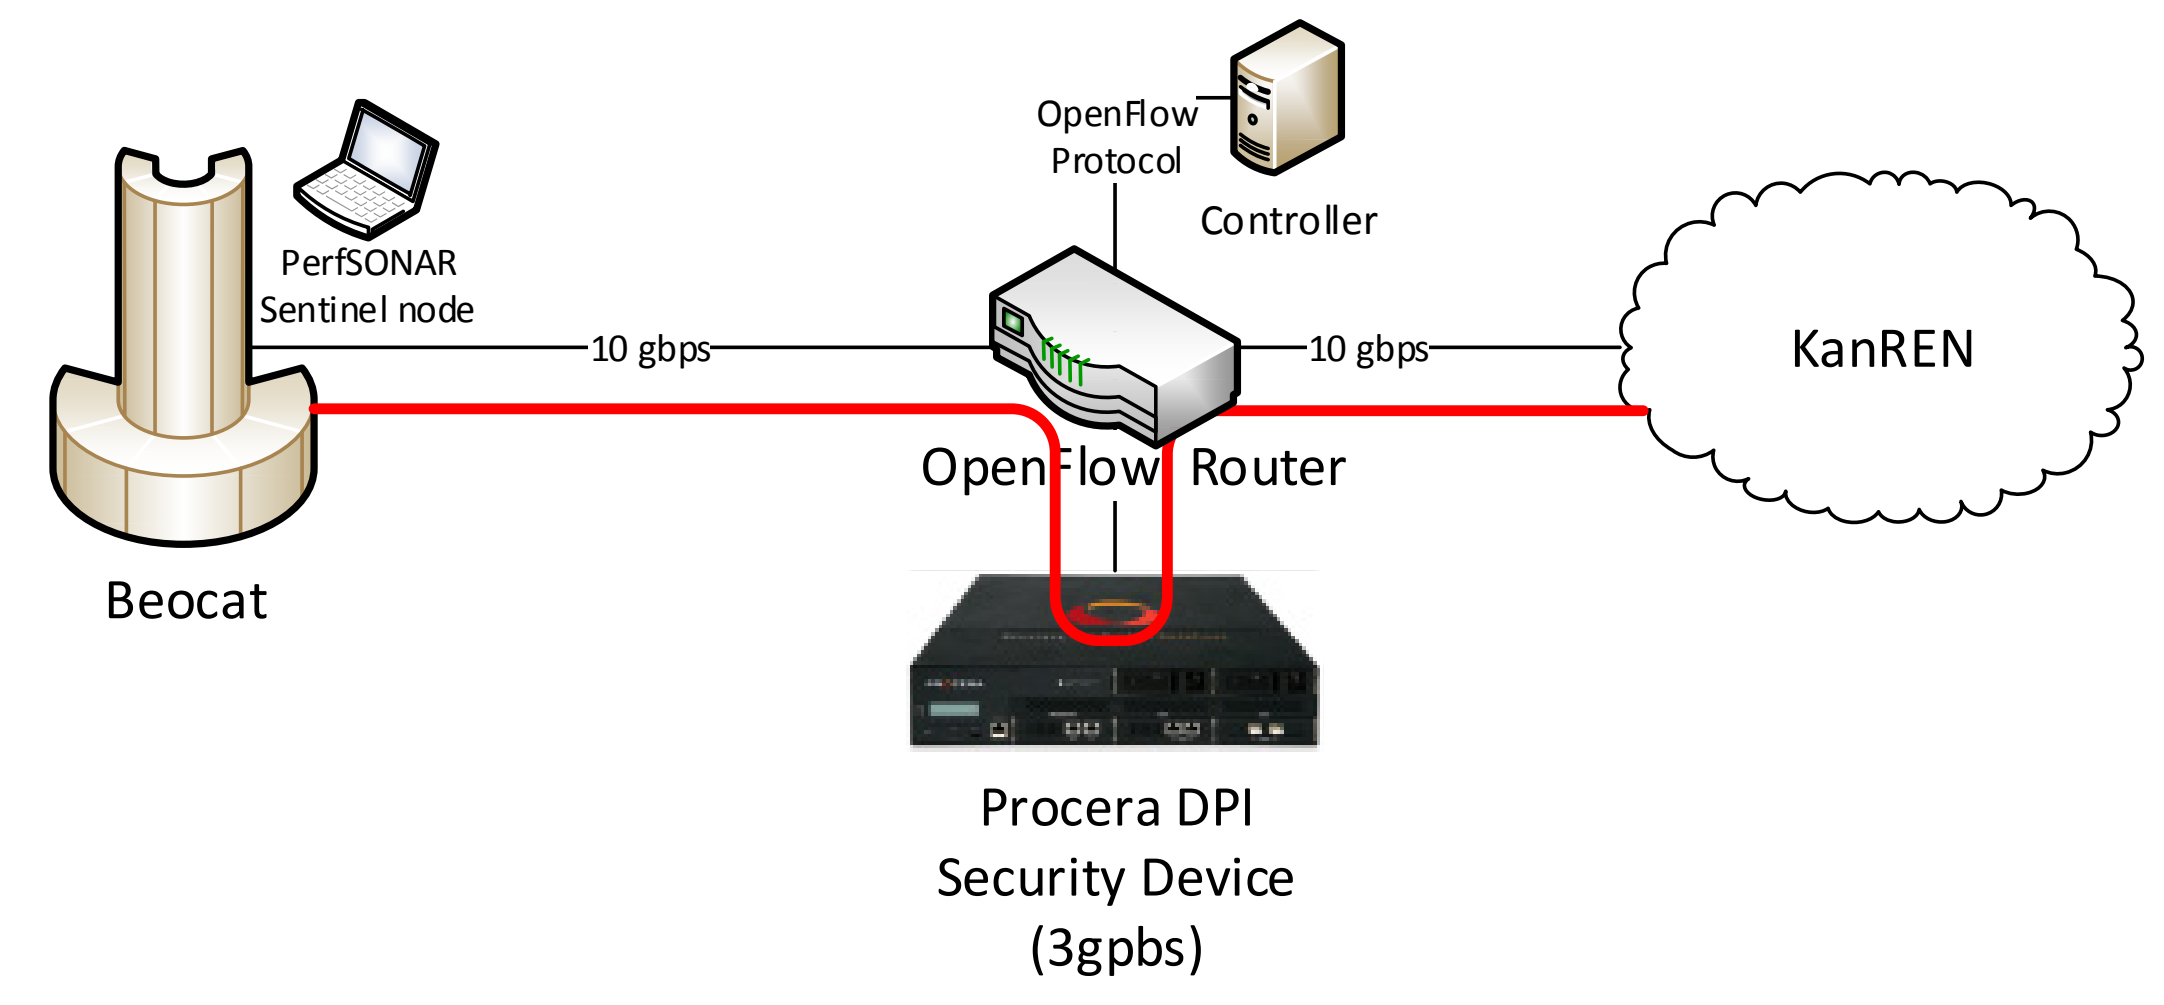 OpenFlow
Protocol
Controller
PerfSONAR
Sentinel node
10 gbps
10 gbps
KanREN
OpenFlow Router
Beocat
Procera DPI
Security Device
(3gpbs)